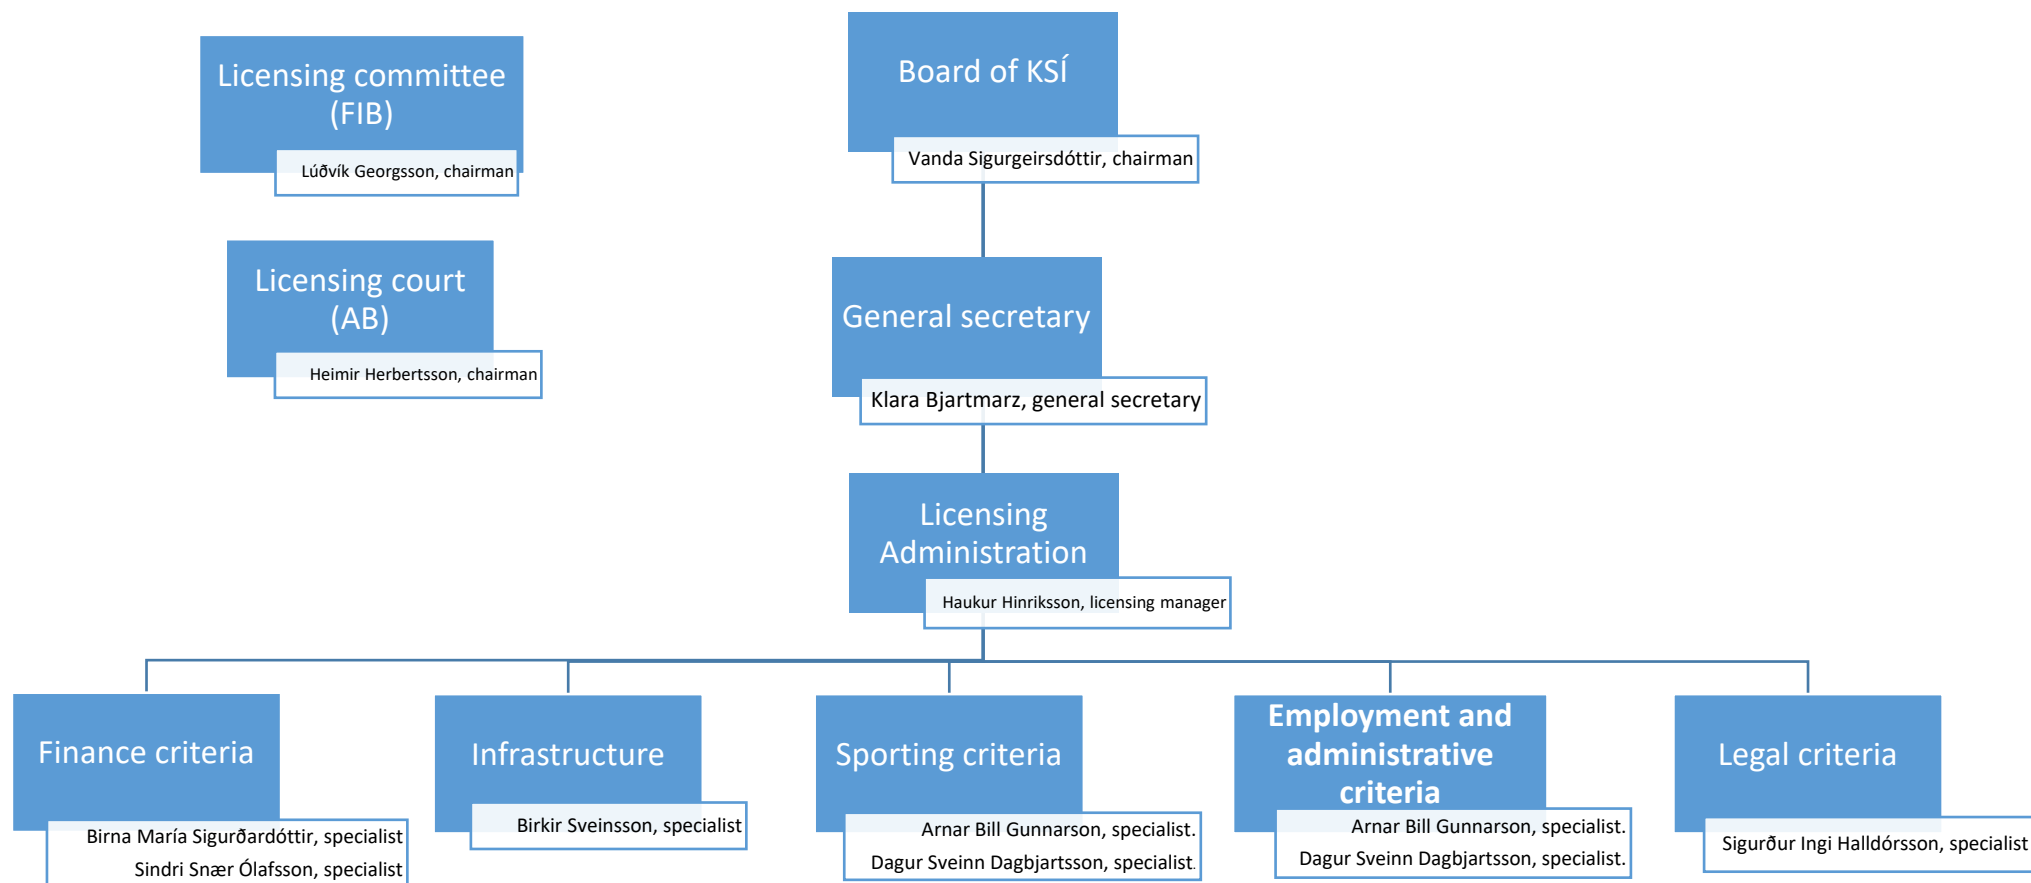 Licensing committee
(FIB)
Lúðvík Georgsson, chairman
Board of KSÍ
Vanda Sigurgeirsdóttir, chairman
Licensing court
(AB)
Heimir Herbertsson, chairman
General secretary
Klara Bjartmarz, general secretary
Licensing
Administration
Haukur Hinriksson, licensing manager
Finance criteria
Birna María Sigurðardóttir, specialist
Sindri Snær Ólafsson, specialist
Infrastructure
Birkir Sveinsson, specialist
Sporting criteria
Arnar Bill Gunnarson, specialist.
Dagur Sveinn Dagbjartsson, specialist.
Employment and
administrative
criteria
Arnar Bill Gunnarson, specialist.
Dagur Sveinn Dagbjartsson, specialist.
Legal criteria
Sigurður Ingi Halldórsson, specialist